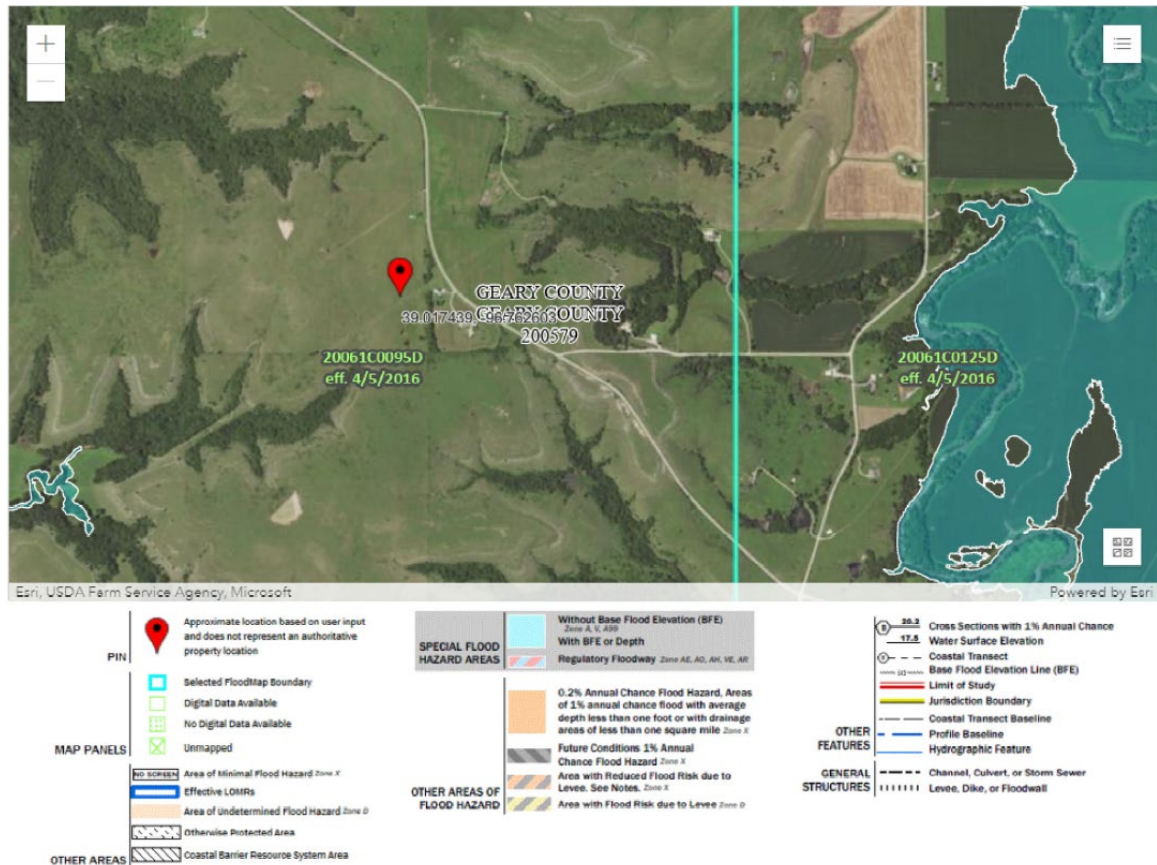 GEARY COUNTY
GEARY COUNTY
200579
20061C0095D
eff. 4/5/2016
20061C0125D
eff. 4/5/2016
Esri, USDA Farm Service Agency, Microsoft
Powered by Esri
PIN
Approximate location based on user input
and does not represent an authoritative
property location
MAP PANELS
Selected FloodMap Boundary
Digital Data Available
No Digital Data Available
Unmapped
OTHER AREAS
NO SCREEN Area of Minimal Flood Hazard Zone X
Effective LOMRs
Area of Undetermined Flood Hazard Zone D
Otherwise Protected Area
Coastal Barrier Resource System Area
SPECIAL FLOOD
HAZARD AREAS
Without Base Flood Elevation (BFE)
Zone A, V, A99
With BFE or Depth
Regulatory Floodway Zone AE, AO, AH, VE, AR
OTHER AREAS OF
FLOOD HAZARD
0.2% Annual Chance Flood Hazard, Areas
of 1% annual chance flood with average
depth less than one foot or with drainage
areas of less than one square mile Zone X
Future Conditions 1% Annual
Chance Flood Hazard Zone X
Area with Reduced Flood Risk due to
Levee. See Notes. Zone X
Area with Flood Risk due to Levee Zone D
OTHER
FEATURES
20.2 Cross Sections with 1% Annual Chance
17.5 Water Surface Elevation
Coastal Transect
Base Flood Elevation Line (BFE)
Limit of Study
Jurisdiction Boundary
Coastal Transect Baseline
Profile Baseline
Hydrographic Feature
GENERAL
STRUCTURES
Channel, Culvert, or Storm Sewer
Levee, Dike, or Floodwall